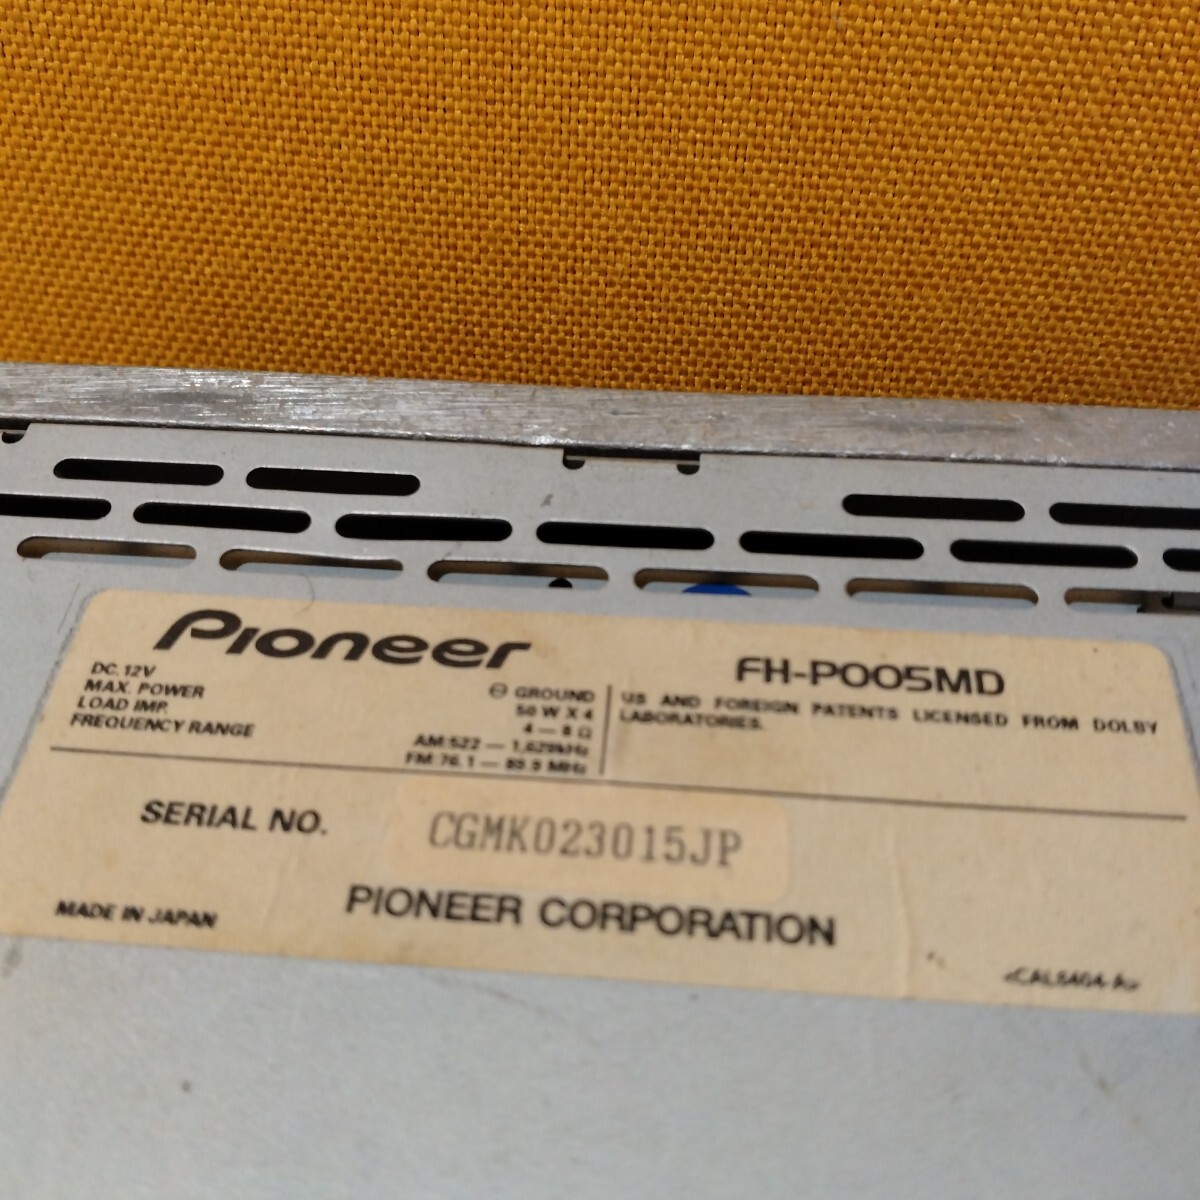 Pioneer
FH-P005MD
DC. 12V ⊖ GROUND
MAX. POWER 50 W X 4
LOAD IMP. 4 — 8 Ω
FREQUENCY RANGE AM:522 — 1,629kHz
FM:76.1 — 89.9 MHz
US AND FOREIGN PATENTS LICENSED FROM DOLBY
LABORATORIES.
SERIAL NO. CGMK023015JP
MADE IN JAPAN
PIONEER CORPORATION